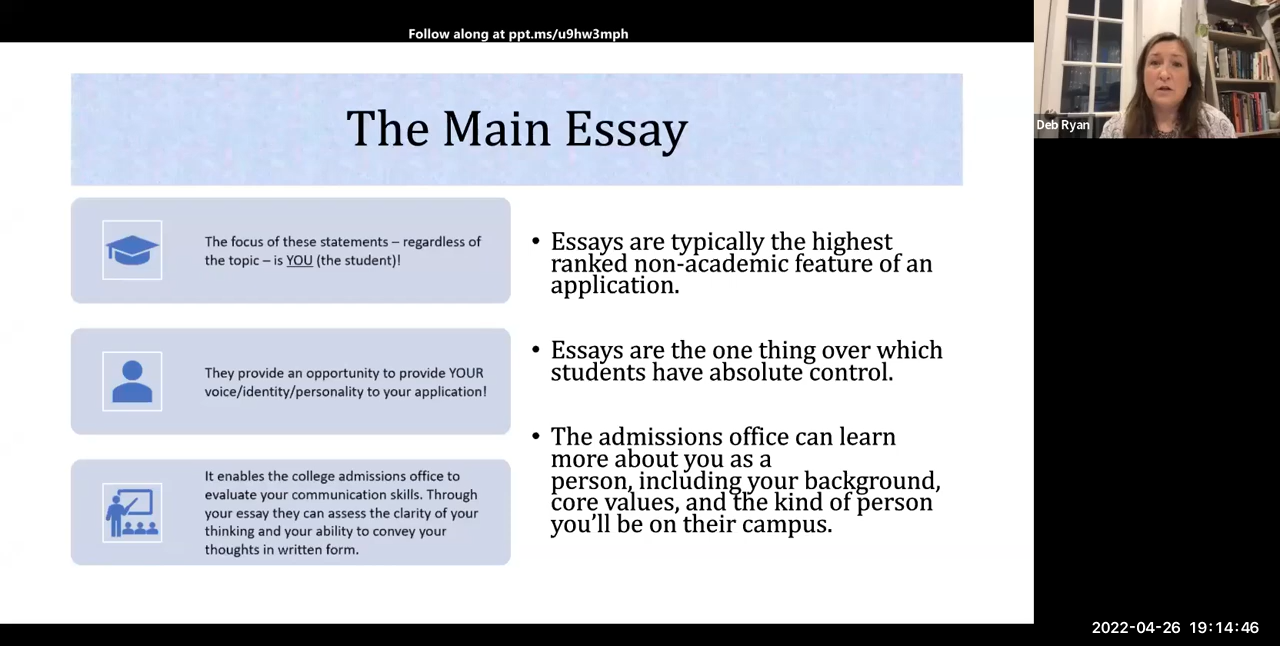 Follow along at ppt.ms/u9hw3mph
The Main Essay
The focus of these statements – regardless of
the topic – is YOU (the student)!
They provide an opportunity to provide YOUR
voice/identity/personality to your application!
It enables the college admissions office to
evaluate your communication skills. Through
your essay they can assess the clarity of your
thinking and your ability to convey your
thoughts in written form.
• Essays are typically the highest
ranked non-academic feature of an
application.
• Essays are the one thing over which
students have absolute control.
• The admissions office can learn
more about you as a
person, including your background,
core values, and the kind of person
you’ll be on their campus.
Deb Ryan
2022-04-26 19:14:46